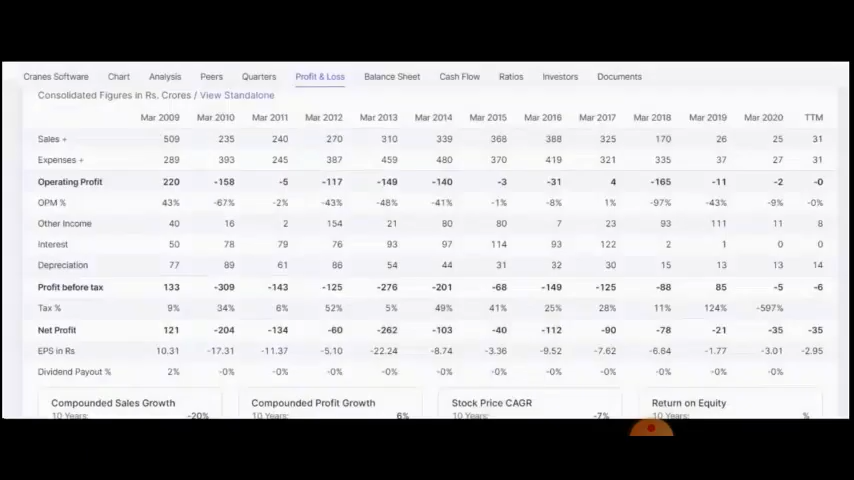 Cranes Software Chart Analysis Peers Quarters Profit & Loss Balance Sheet Cash Flow Ratios Investors Documents
Consolidated Figures in Rs. Crores / View Standalone
Mar 2009 Mar 2010 Mar 2011 Mar 2012 Mar 2013 Mar 2014 Mar 2015 Mar 2016 Mar 2017 Mar 2018 Mar 2019 Mar 2020 TTM
Sales + 509 235 240 270 310 339 368 388 325 170 26 25 31
Expenses + 289 393 245 387 459 480 370 419 321 335 37 27 31
Operating Profit 220 -158 -5 -117 -149 -140 -3 -31 4 -165 -11 -2 -0
OPM % 43% -67% -2% -43% -48% -41% -1% -8% 1% -97% -43% -9% -0%
Other Income 40 16 2 154 21 80 80 7 23 93 111 11 8
Interest 50 78 79 76 93 97 114 93 122 2 1 0 0
Depreciation 77 89 61 86 54 44 31 32 30 15 13 13 14
Profit before tax 133 -309 -143 -125 -276 -201 -68 -149 -125 -88 85 -5 -6
Tax % 9% 34% 6% 52% 5% 49% 41% 25% 28% 11% 124% -597%
Net Profit 121 -204 -134 -60 -262 -103 -40 -112 -90 -78 -21 -35 -35
EPS in Rs 10.31 -17.31 -11.37 -5.10 -22.24 -8.74 -3.36 -9.52 -7.62 -6.64 -1.77 -3.01 -2.95
Dividend Payout % 2% -0% -0% -0% -0% -0% -0% -0% -0% -0% -0% -0%
Compounded Sales Growth Compounded Profit Growth Stock Price CAGR Return on Equity
10 Years: -20% 10 Years: 6% 10 Years: -7% 10 Years: %